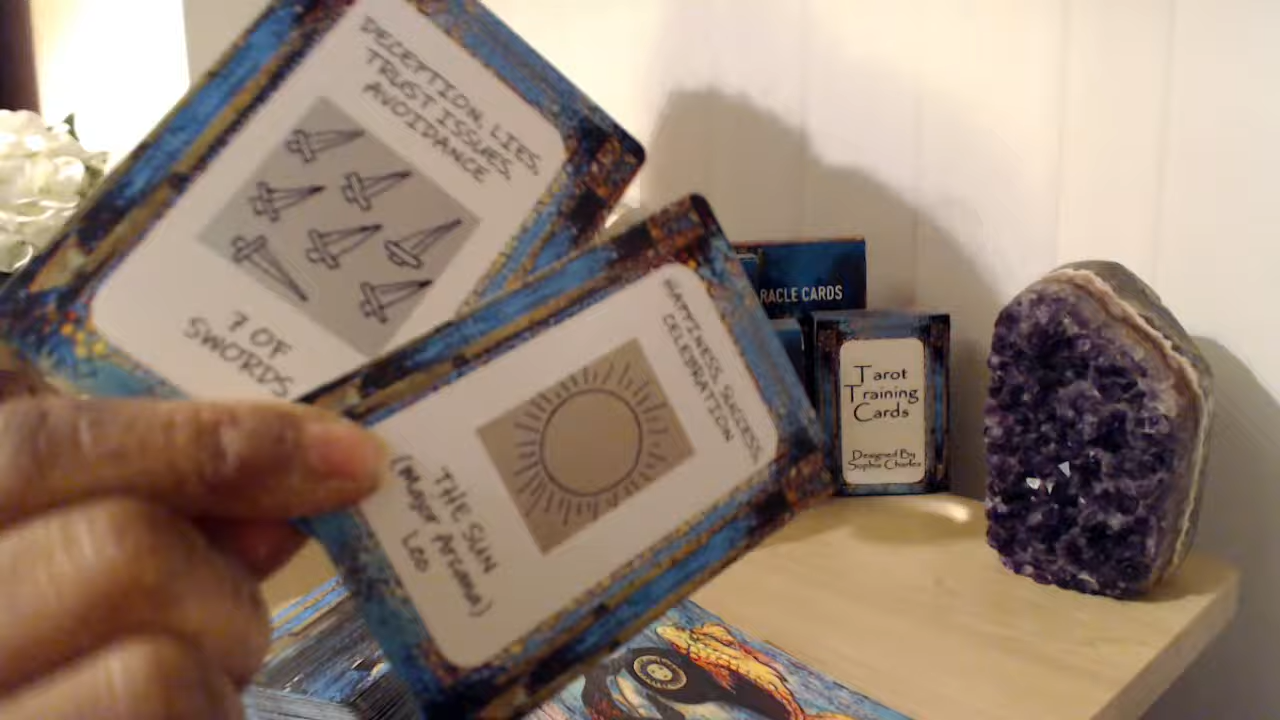 DECEPTION, LIES,
TRUST ISSUES,
AVOIDANCE
7 OF
SWORDS
HAPPINESS, SUCCESS,
CELEBRATION
THE SUN
(Major Arcana)
Leo
RACLE CARDS
Tarot
Training
Cards
Designed By
Sophia Charles